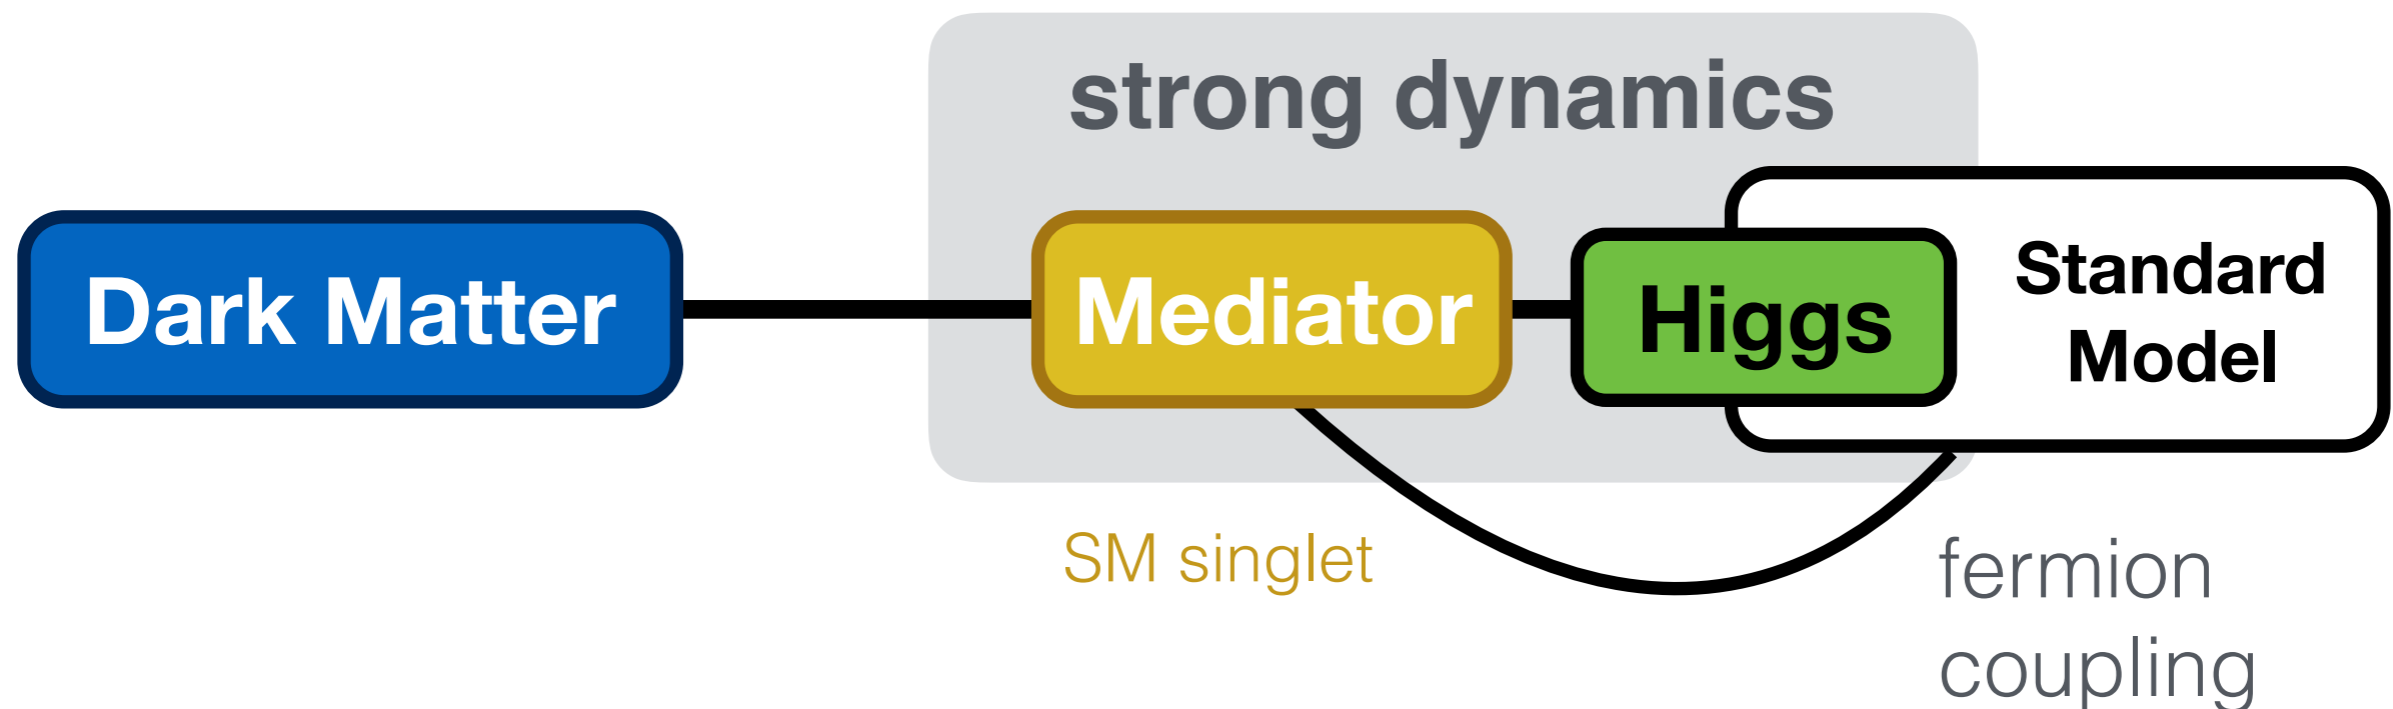 strong dynamics
Dark Matter
Mediator
Higgs
Standard
Model
SM singlet
fermion
coupling